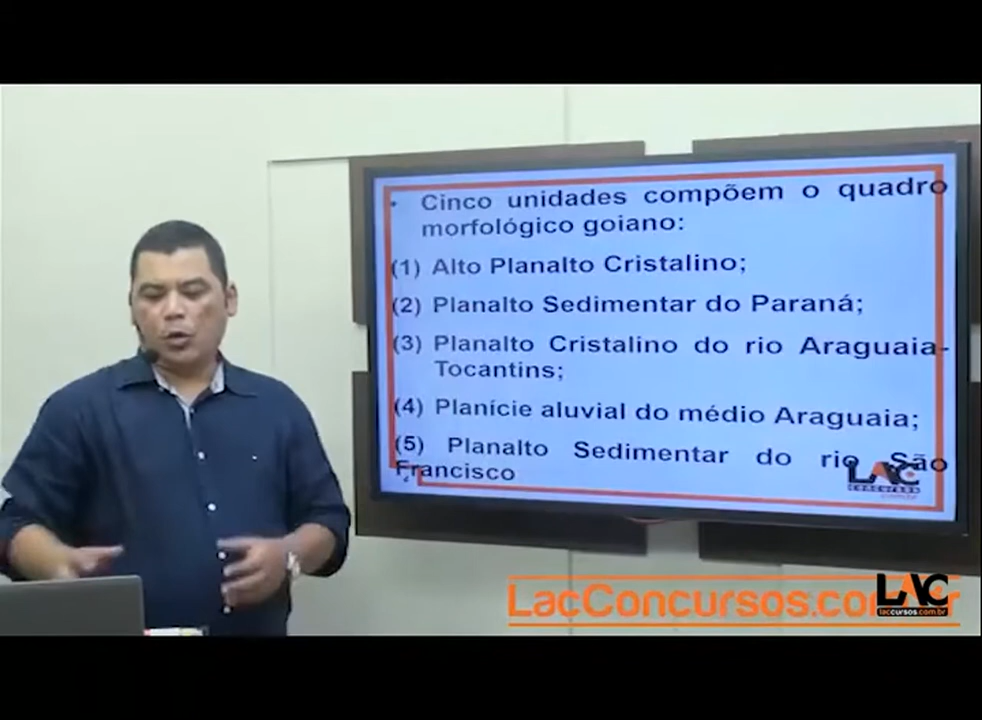 • Cinco unidades compõem o quadro
morfológico goiano:
(1) Alto Planalto Cristalino;
(2) Planalto Sedimentar do Paraná;
(3) Planalto Cristalino do rio Araguaia-
Tocantins;
(4) Planície aluvial do médio Araguaia;
(5) Planalto Sedimentar do rio São
Francisco
LAC
CONCURSOS
LacConcursos.com.br
LAC
laccursos.com.br